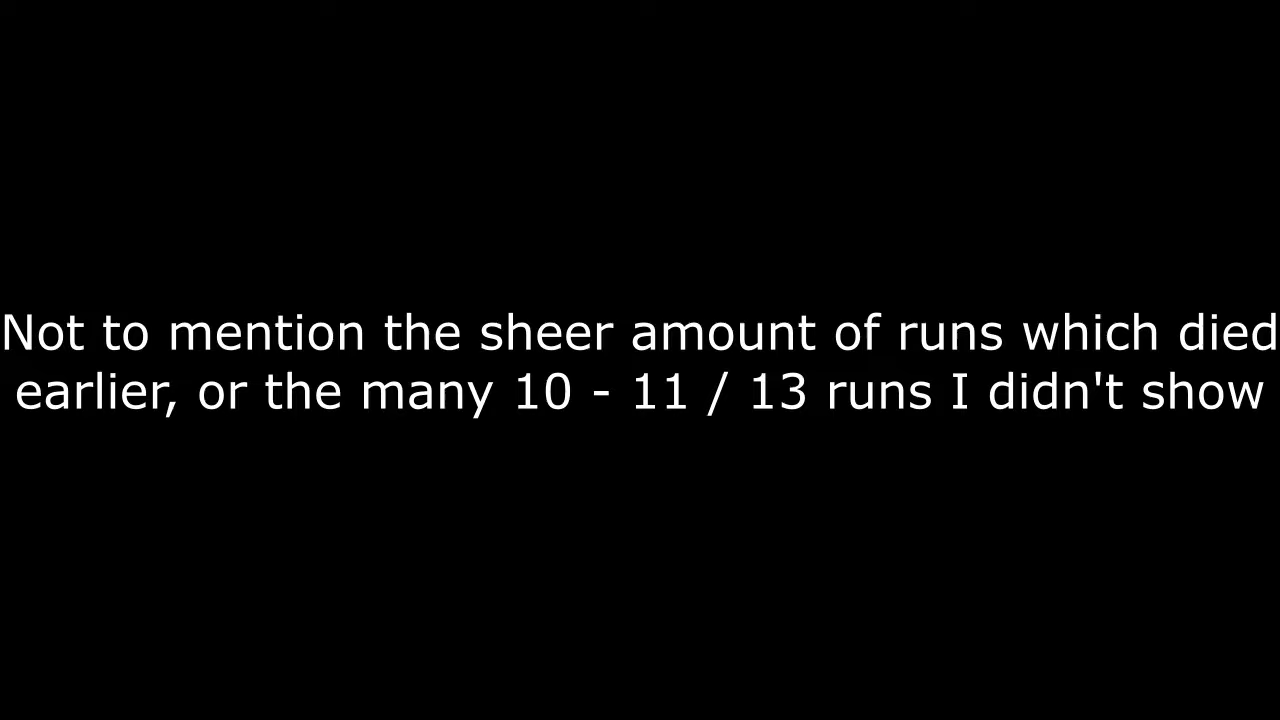 Not to mention the sheer amount of runs which died
earlier, or the many 10 - 11 / 13 runs I didn't show